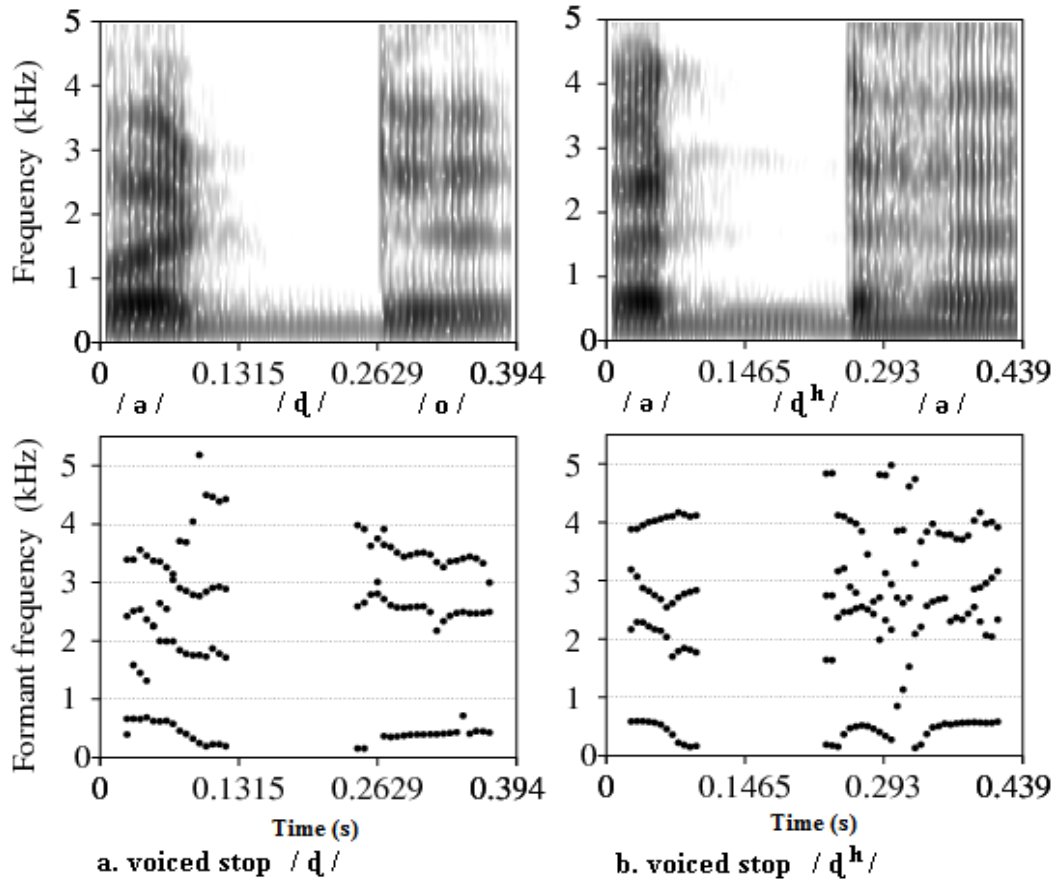 Frequency (kHz)
5
4
3
2
1
0
0 0.1315 0.2629 0.394
/ ə / / ɖ / / o /
5
4
3
2
1
0
0 0.1465 0.293 0.439
/ ə / / ɖʰ / / ə /
Formant frequency (kHz)
5
4
3
2
1
0
0 0.1315 0.2629 0.394
Time (s)
a. voiced stop / ɖ /
5
4
3
2
1
0
0 0.1465 0.293 0.439
Time (s)
b. voiced stop / ɖʰ /